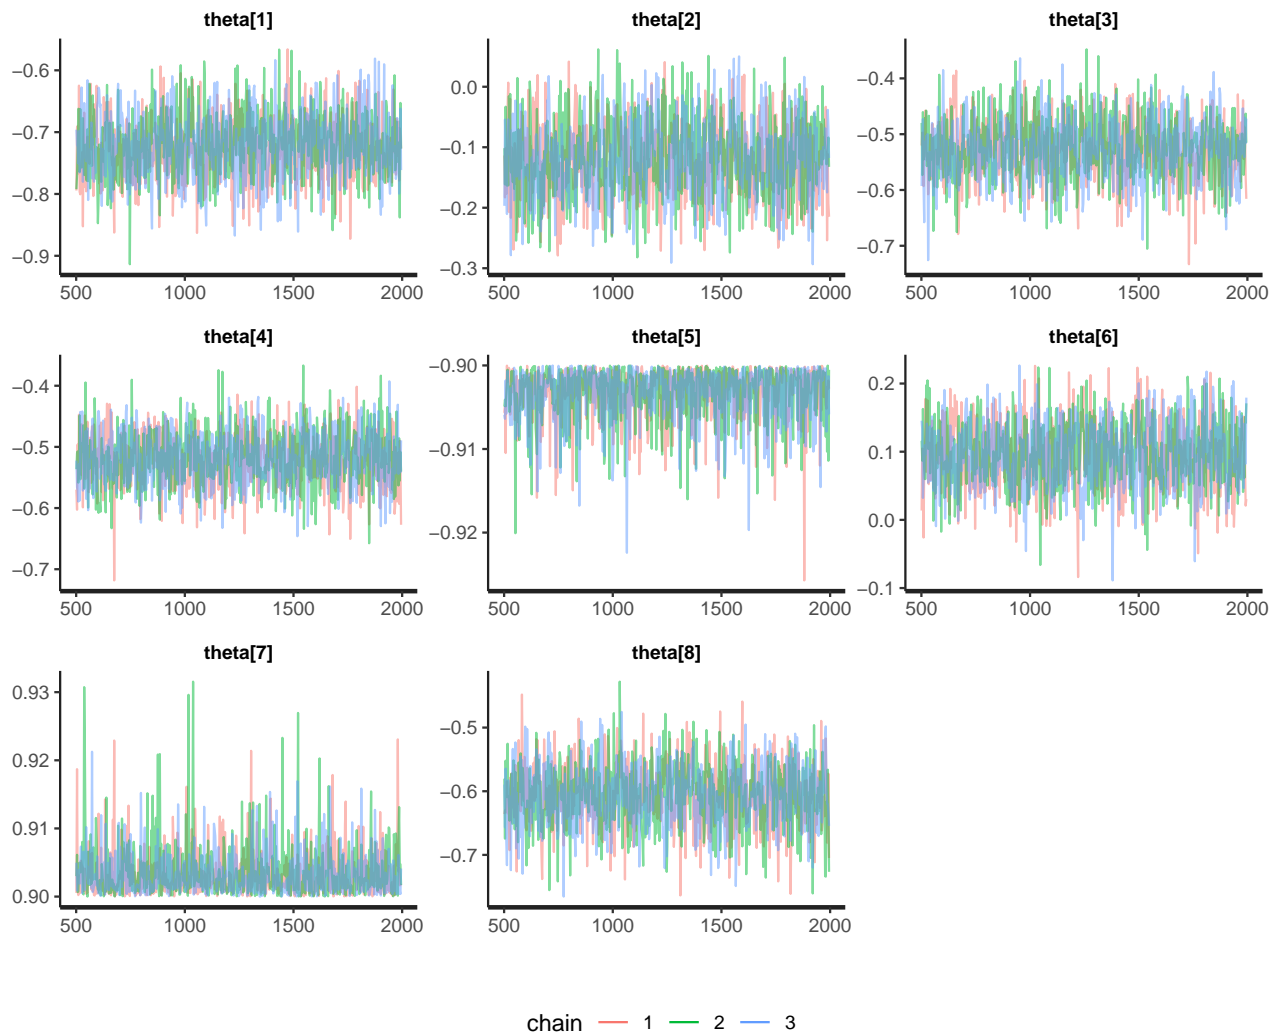 theta[1] theta[2] theta[3]
−0.6 −0.7 −0.8 −0.9
0.0 −0.1 −0.2 −0.3
−0.4 −0.5 −0.6 −0.7
500 1000 1500 2000 500 1000 1500 2000 500 1000 1500 2000
theta[4] theta[5] theta[6]
−0.4 −0.5 −0.6 −0.7
−0.90 −0.91 −0.92
0.2 0.1 0.0 −0.1
500 1000 1500 2000 500 1000 1500 2000 500 1000 1500 2000
theta[7] theta[8]
0.93 0.92 0.91 0.90
−0.5 −0.6 −0.7
500 1000 1500 2000 500 1000 1500 2000
chain 1 2 3